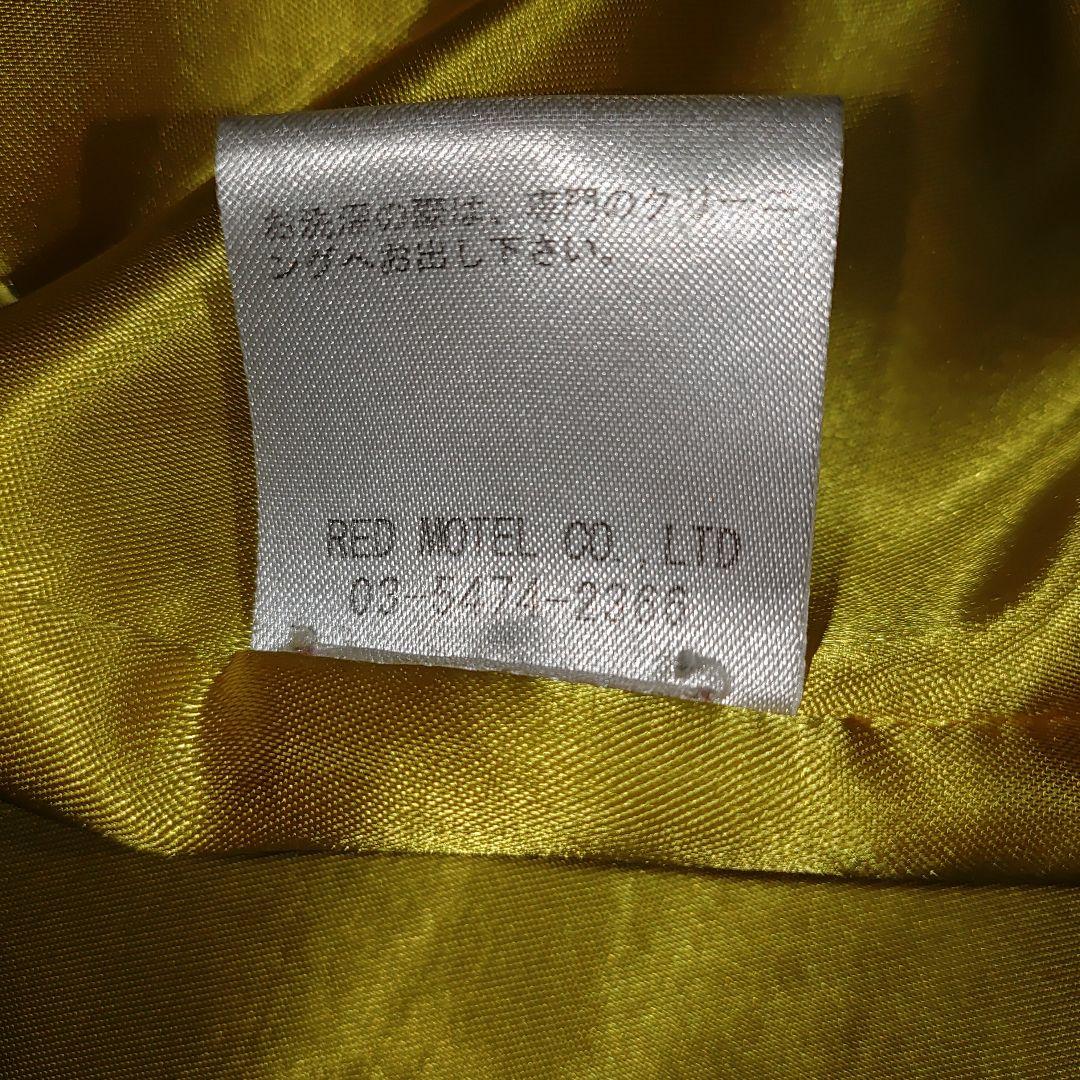 お洗濯の際は、専門のクリーニ
ングへお出し下さい。
RED MOTEL CO.,LTD
03-5474-2366